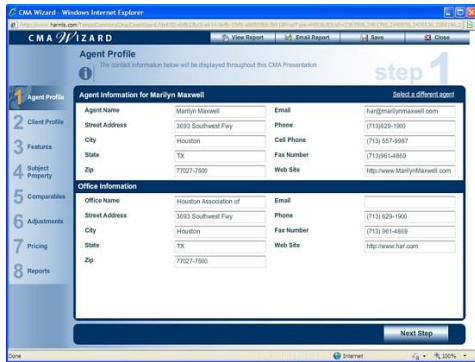 CMA Wizard - Windows Internet Explorer
CMA WIZARD
View Report
Email Report
Save
Close
Agent Profile
The contact information below will be displayed throughout this CMA Presentation.
step 1
1 Agent Profile
2 Client Profile
3 Features
4 Subject Property
5 Comparables
6 Adjustments
7 Pricing
8 Reports
Agent Information for Marilyn Maxwell
Select a different agent
Agent Name Marilyn Maxwell Email har@marilynmaxwell.com
Street Address 3693 Southwest Fwy Phone (713)629-1900
City Houston Cell Phone (713) 557-9987
State TX Fax Number (713)961-4869
Zip 77027-7500 Web Site http://www.MarilynMaxwell.com
Office Information
Office Name Houston Association of Email
Street Address 3693 Southwest Fwy Phone (713) 629-1900
City Houston Fax Number (713) 961-4869
State TX Web Site http://www.har.com
Zip 77027-7500
Next Step
Done
Internet
100%